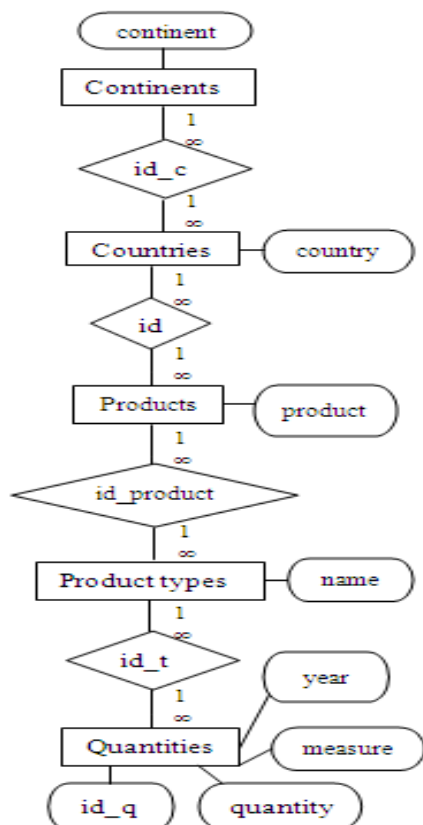 continent
Continents
1
∞
id_c
1
∞
Countries
country
1
∞
id
1
∞
Products
product
1
∞
id_product
1
∞
Product types
name
1
∞
id_t
year
1
∞
Quantities
measure
id_q
quantity